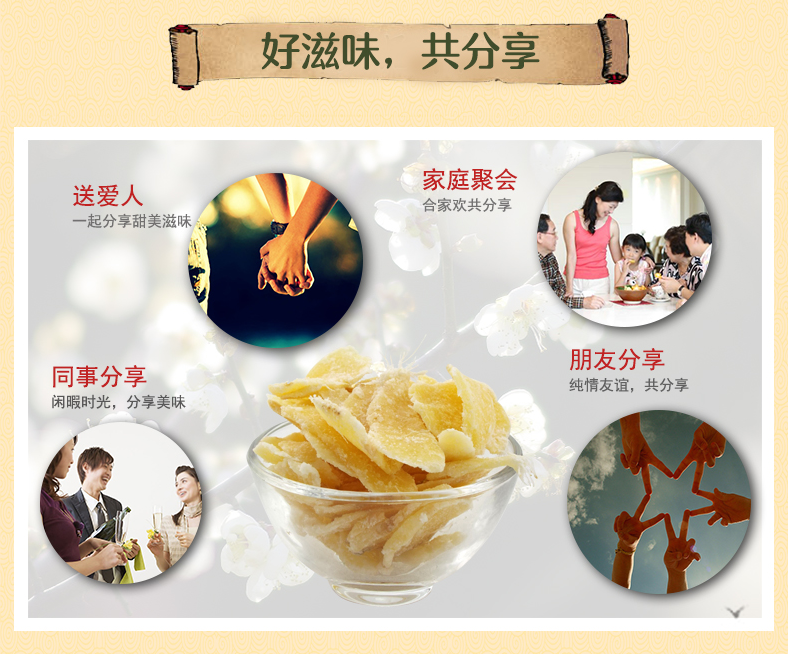 好滋味，共分享
送爱人
一起分享甜美滋味
家庭聚会
合家欢共分享
同事分享
闲暇时光，分享美味
朋友分享
纯情友谊，共分享